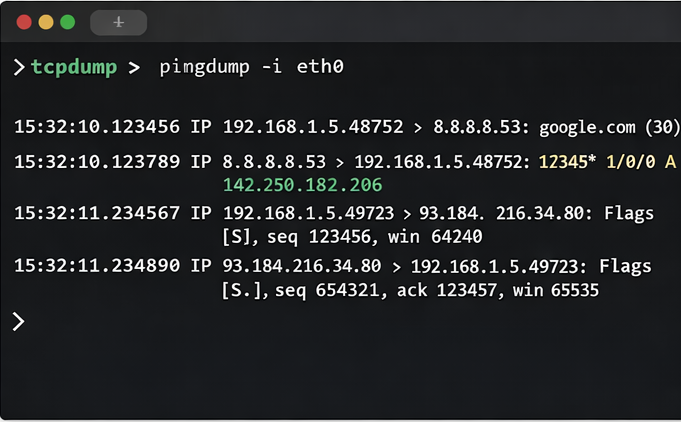 +
> tcpdump > pingdump -i eth0
15:32:10.123456 IP 192.168.1.5.48752 > 8.8.8.8.53: google.com (30)
15:32:10.123789 IP 8.8.8.8.53 > 192.168.1.5.48752: 12345* 1/0/0 A
142.250.182.206
15:32:11.234567 IP 192.168.1.5.49723 > 93.184. 216.34.80: Flags
[S], seq 123456, win 64240
15:32:11.234890 IP 93.184.216.34.80 > 192.168.1.5.49723: Flags
[S.], seq 654321, ack 123457, win 65535
>